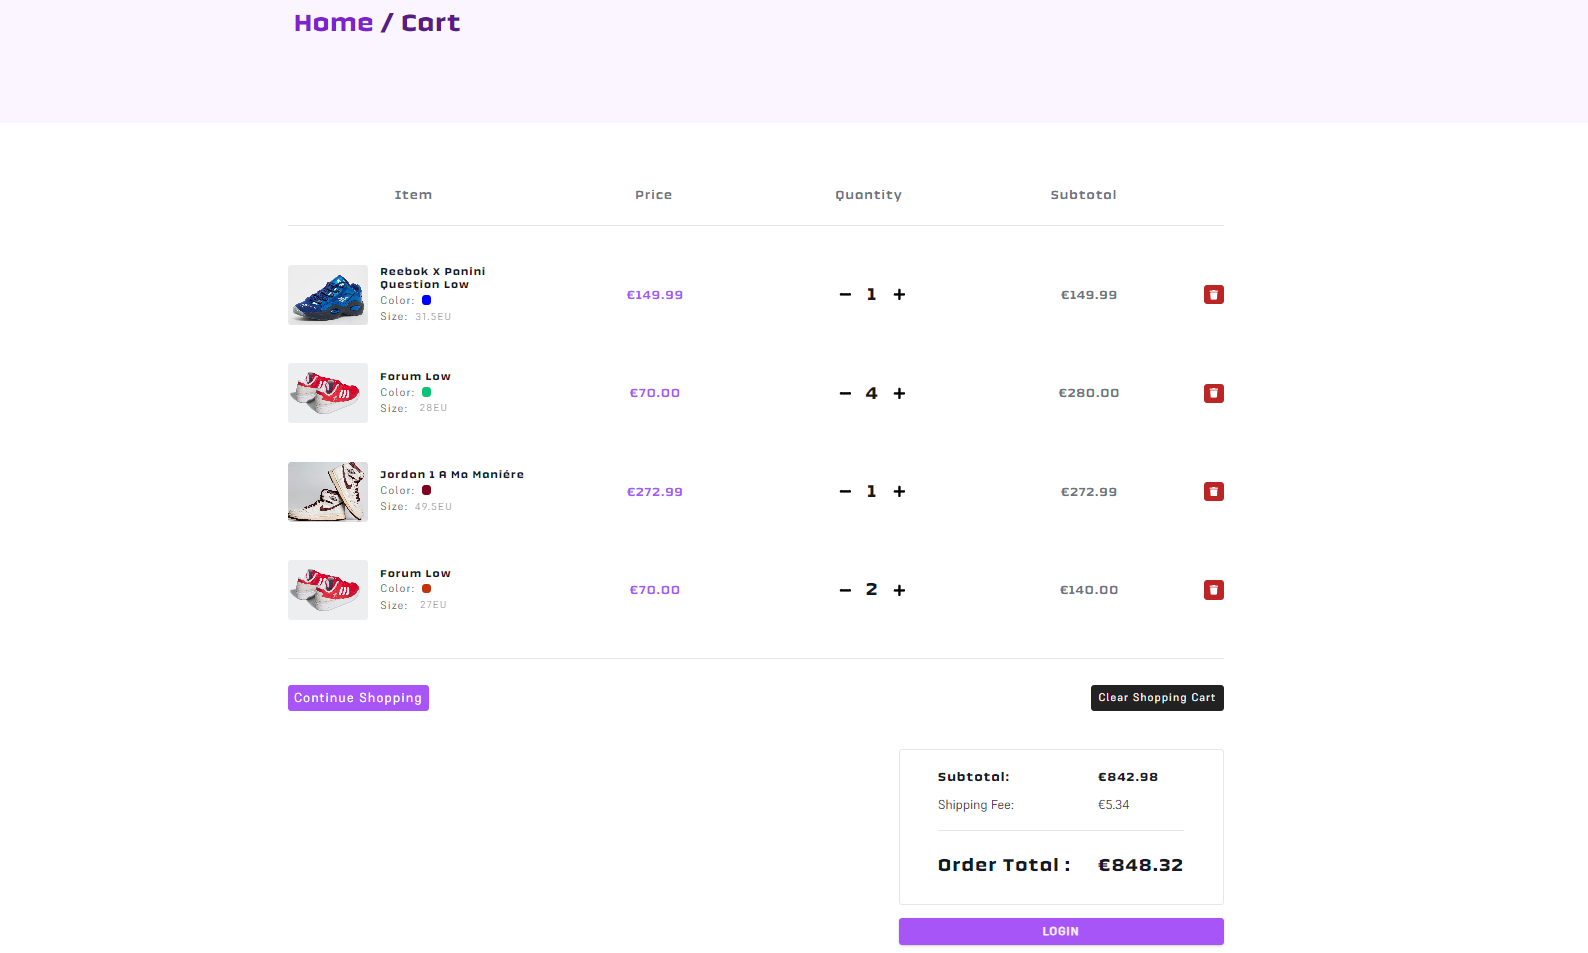 Home / Cart
Item Price Quantity Subtotal
Reebok X Panini
Question Low
Color:
Size: 31.5EU
€149.99 − 1 + €149.99
Forum Low
Color:
Size: 28EU
€70.00 − 4 + €280.00
Jordan 1 A Ma Maniére
Color:
Size: 49.5EU
€272.99 − 1 + €272.99
Forum Low
Color:
Size: 27EU
€70.00 − 2 + €140.00
Continue Shopping Clear Shopping Cart
Subtotal: €842.98
Shipping Fee: €5.34
Order Total : €848.32
LOGIN